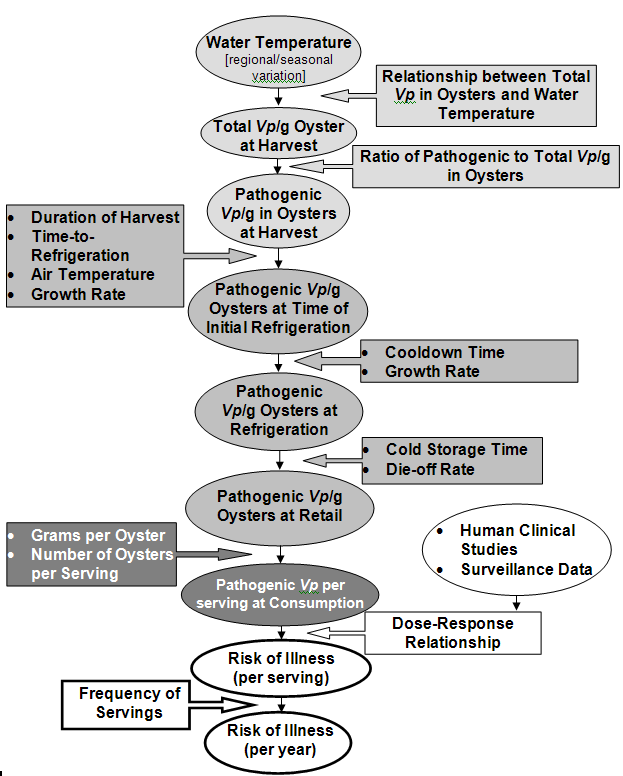 Water Temperature
[regional/seasonal
variation]
Relationship between Total
Vp in Oysters and Water
Temperature
Total Vp/g Oyster
at Harvest
Ratio of Pathogenic to Total Vp/g
in Oysters
Pathogenic
Vp/g in Oysters
at Harvest
• Duration of Harvest
• Time-to-
Refrigeration
• Air Temperature
• Growth Rate
Pathogenic Vp/g
Oysters at Time of
Initial Refrigeration
• Cooldown Time
• Growth Rate
Pathogenic
Vp/g Oysters at
Refrigeration
• Cold Storage Time
• Die-off Rate
Pathogenic Vp/g
Oysters at Retail
• Grams per Oyster
• Number of Oysters
per Serving
• Human Clinical
Studies
• Surveillance Data
Pathogenic Vp per
serving at Consumption
Dose-Response
Relationship
Risk of Illness
(per serving)
Frequency of
Servings
Risk of Illness
(per year)